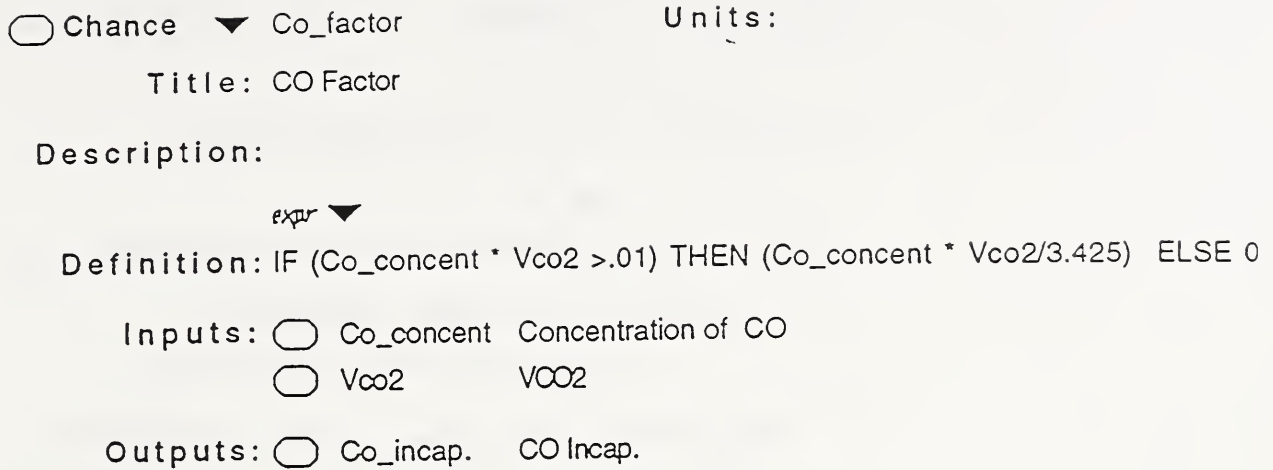 Chance Co_factor Units:
Title: CO Factor
Description:
expr
Definition: IF (Co_concent * Vco2 >.01) THEN (Co_concent * Vco2/3.425) ELSE 0
Inputs: Co_concent Concentration of CO
Vco2 VCO2
Outputs: Co_incap. CO Incap.